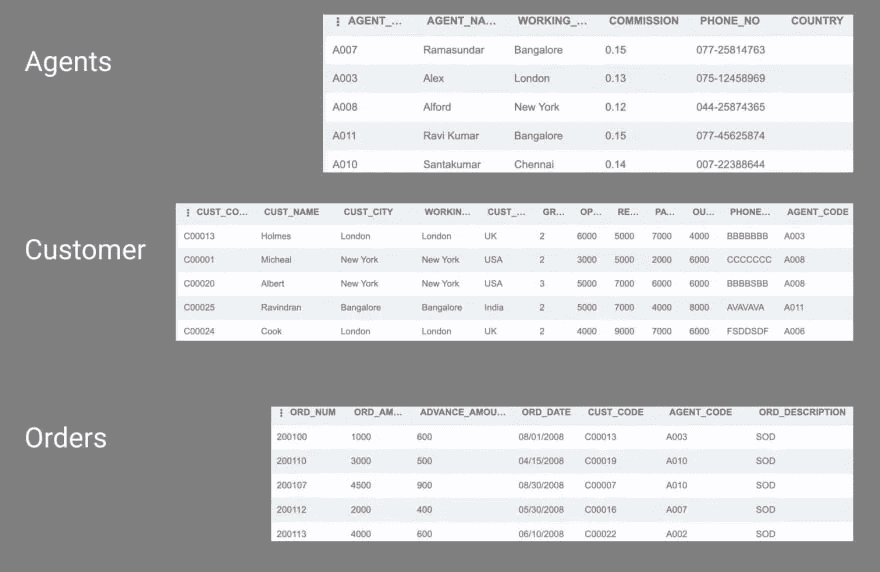 Agents
⋮ AGENT_... AGENT_NA... WORKING_... COMMISSION PHONE_NO COUNTRY
A007 Ramasundar Bangalore 0.15 077-25814763
A003 Alex London 0.13 075-12458969
A008 Alford New York 0.12 044-25874365
A011 Ravi Kumar Bangalore 0.15 077-45625874
A010 Santakumar Chennai 0.14 007-22388644
Customer
⋮ CUST_CO... CUST_NAME CUST_CITY WORKIN... CUST_... GR... OP... RE... PA... OU... PHONE... AGENT_CODE
C00013 Holmes London London UK 2 6000 5000 7000 4000 BBBBBBB A003
C00001 Micheal New York New York USA 2 3000 5000 2000 6000 CCCCCCC A008
C00020 Albert New York New York USA 3 5000 7000 6000 6000 BBBBSBB A008
C00025 Ravindran Bangalore Bangalore India 2 5000 7000 4000 8000 AVAVAVA A011
C00024 Cook London London UK 2 4000 9000 7000 6000 FSDDSDF A006
Orders
⋮ ORD_NUM ORD_AM... ADVANCE_AMOU... ORD_DATE CUST_CODE AGENT_CODE ORD_DESCRIPTION
200100 1000 600 08/01/2008 C00013 A003 SOD
200110 3000 500 04/15/2008 C00019 A010 SOD
200107 4500 900 08/30/2008 C00007 A010 SOD
200112 2000 400 05/30/2008 C00016 A007 SOD
200113 4000 600 06/10/2008 C00022 A002 SOD